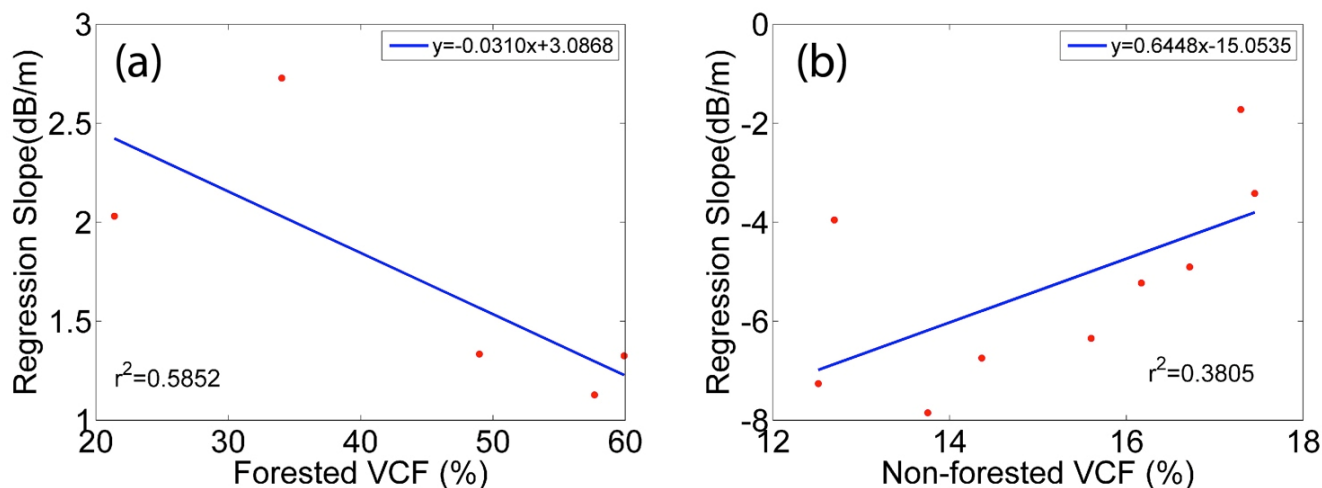 (a)
y=-0.0310x+3.0868
3
2.5
2
1.5
1
Regression Slope(dB/m)
r²=0.5852
20 30 40 50 60
Forested VCF (%)
(b)
y=0.6448x-15.0535
-0
-2
-4
-6
-8
Regression Slope(dB/m)
r²=0.3805
12 14 16 18
Non-forested VCF (%)